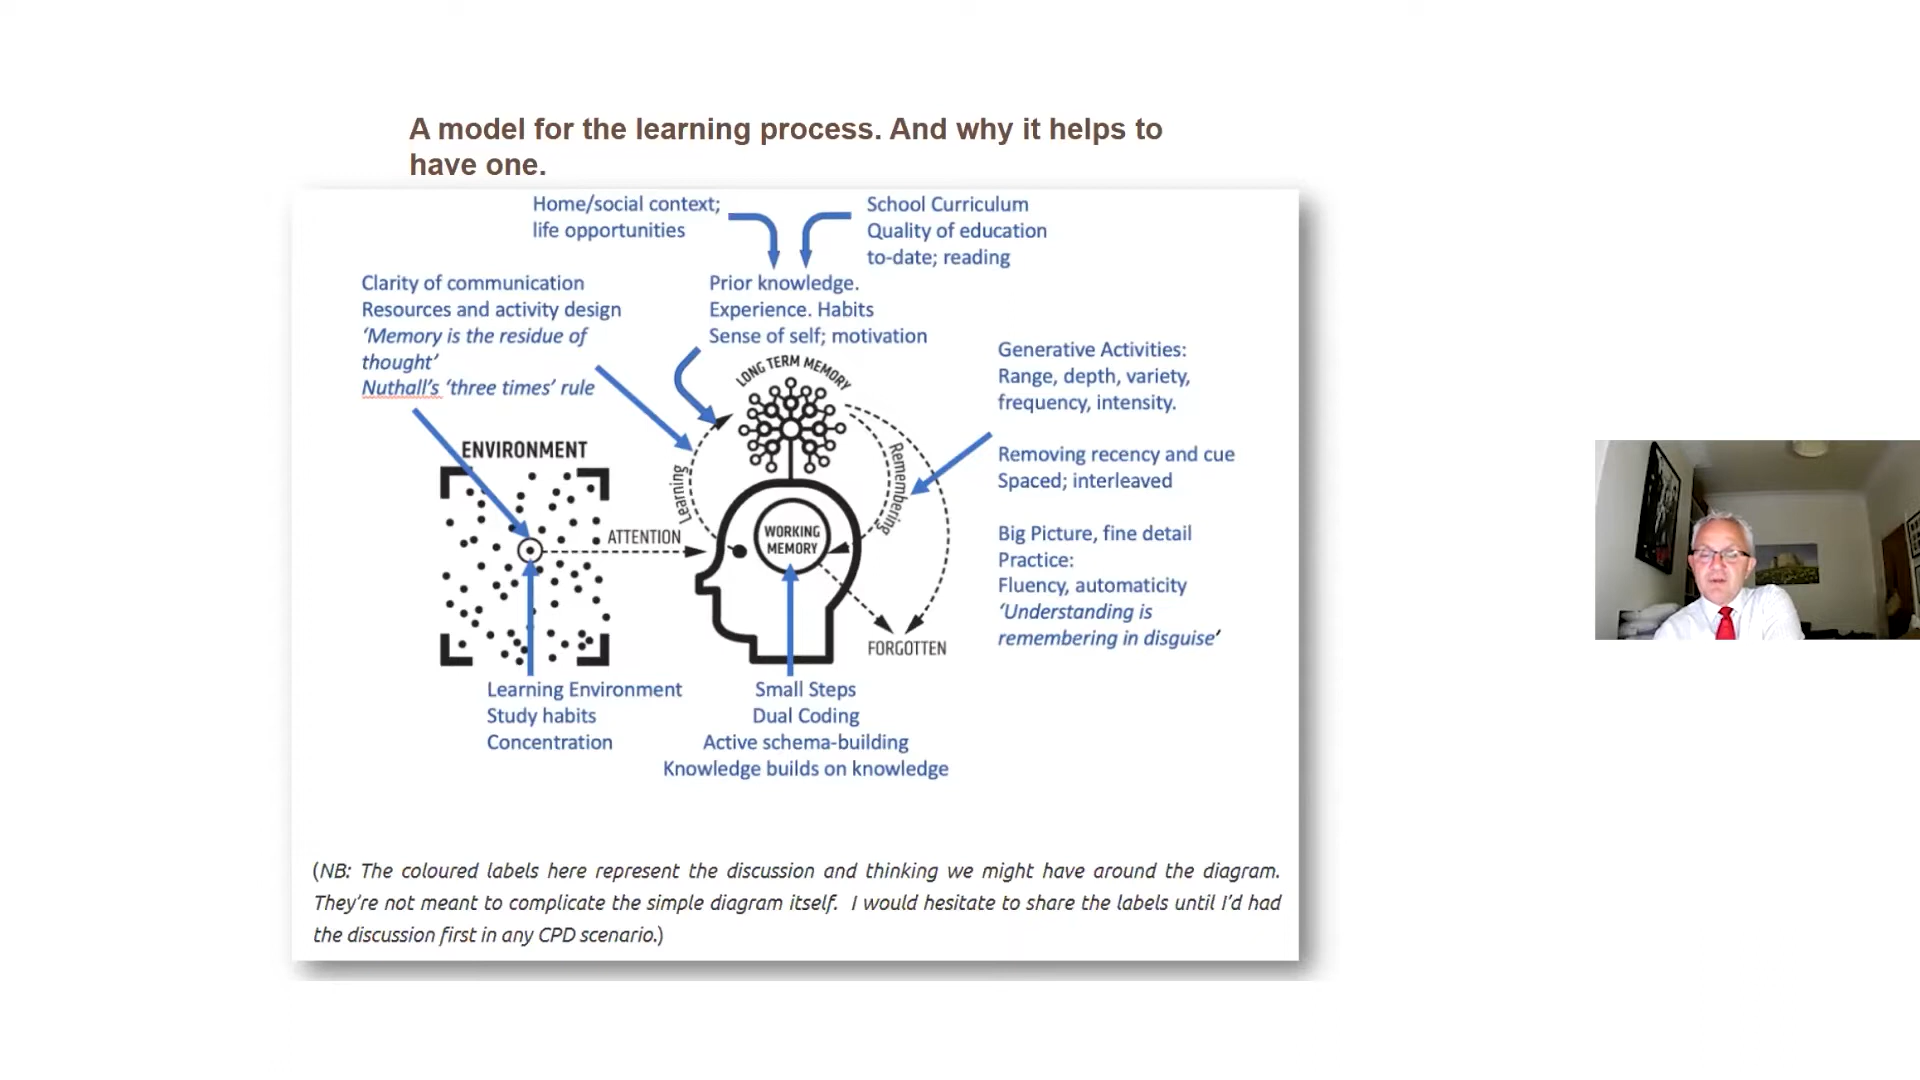 A model for the learning process. And why it helps to
have one.
Home/social context;
life opportunities
School Curriculum
Quality of education
to-date; reading
Clarity of communication
Resources and activity design
‘Memory is the residue of
thought’
Nuthall’s ‘three times’ rule
Prior knowledge.
Experience. Habits
Sense of self; motivation
Generative Activities:
Range, depth, variety,
frequency, intensity.
Removing recency and cue
Spaced; interleaved
Big Picture, fine detail
Practice:
Fluency, automaticity
‘Understanding is
remembering in disguise’
LONG TERM MEMORY
ENVIRONMENT
Learning
Remembering
ATTENTION
WORKING
MEMORY
FORGOTTEN
Learning Environment
Study habits
Concentration
Small Steps
Dual Coding
Active schema-building
Knowledge builds on knowledge
(NB: The coloured labels here represent the discussion and thinking we might have around the diagram.
They’re not meant to complicate the simple diagram itself. I would hesitate to share the labels until I’d had
the discussion first in any CPD scenario.)